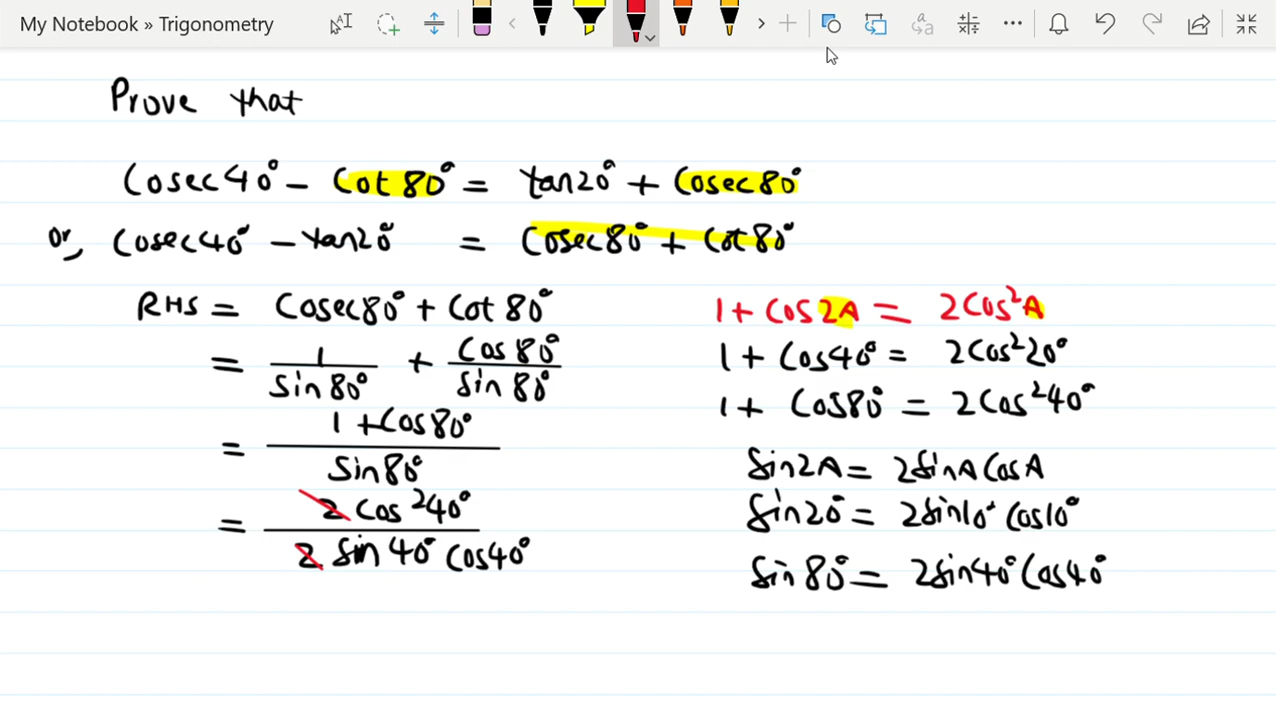 My Notebook » Trigonometry
Prove that
Cosec40° - Cot 80° = tan20° + Cosec80°
Or, Cosec40° - tan20° = Cosec80° + Cot80°
RHS = Cosec80° + Cot 80°
= 1/Sin80° + Cos80°/Sin80°
= 1+Cos80°/Sin80°
= 2 Cos²40°/2 Sin 40° Cos40°
1 + Cos 2A = 2Cos²A
1 + Cos40° = 2Cos²20°
1 + Cos80° = 2Cos²40°
Sin2A = 2SinA CosA
Sin20° = 2Sin10° Cos10°
Sin80° = 2Sin40° Cos40°